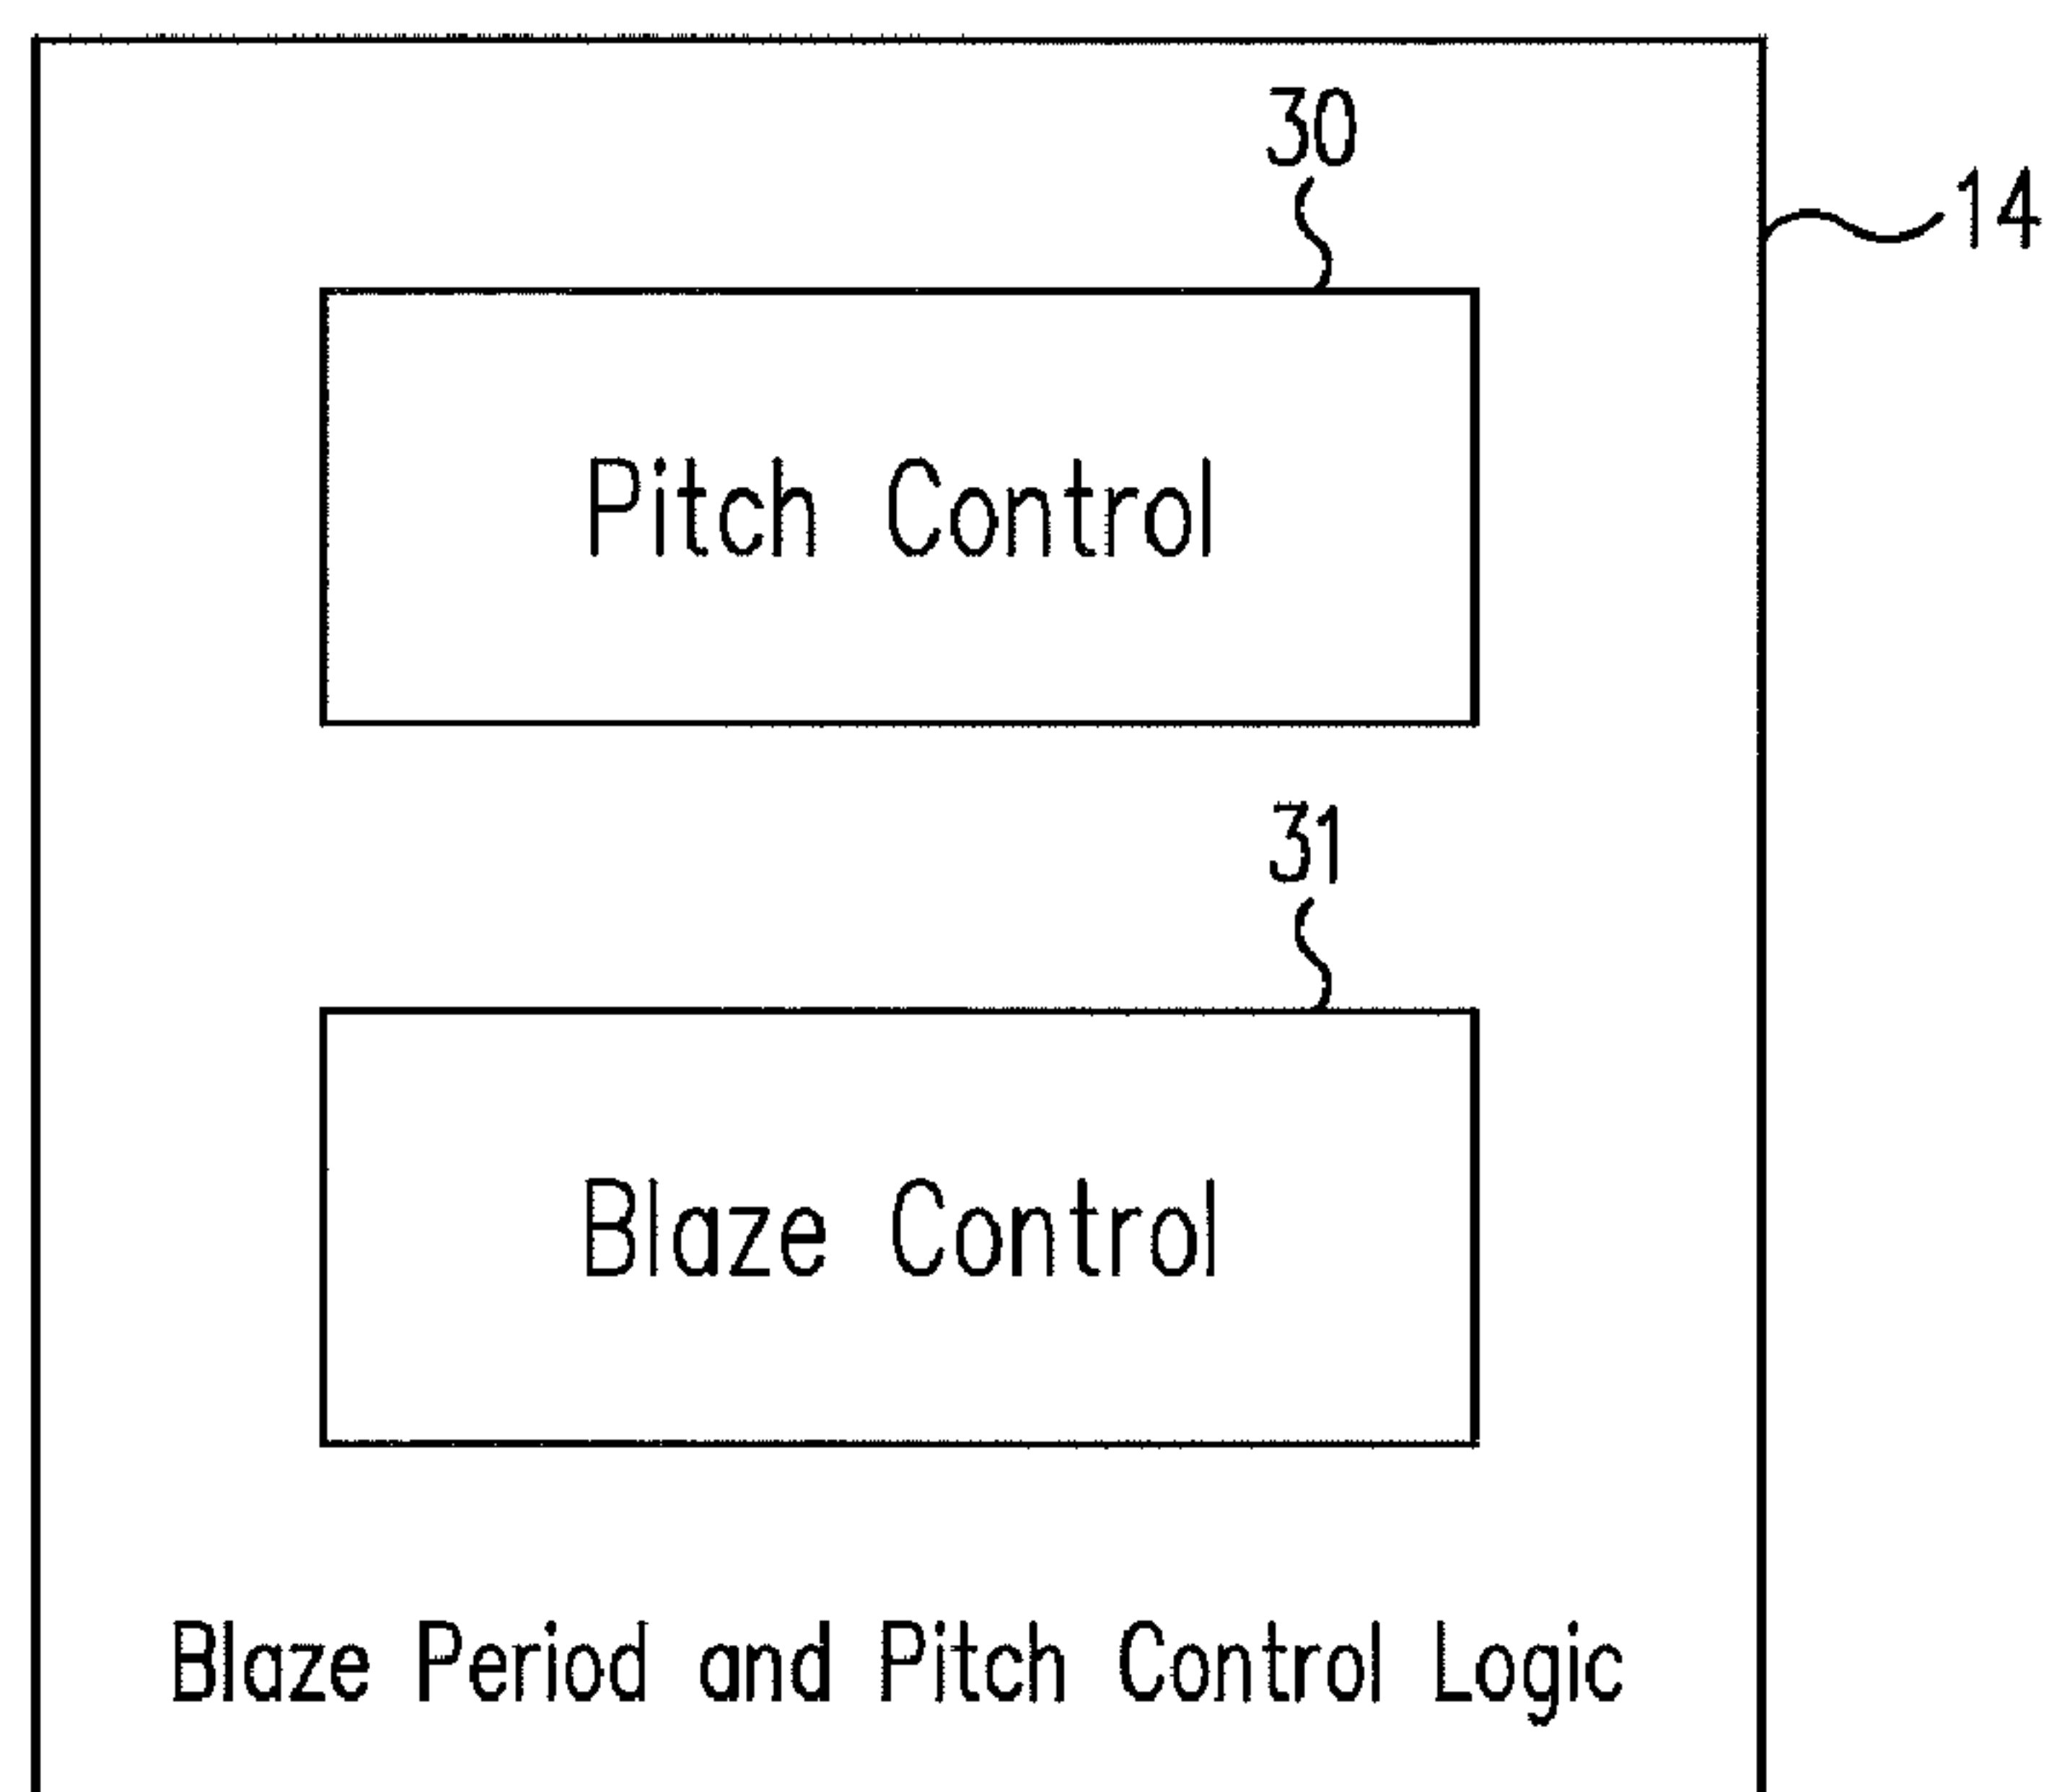 30
14
Pitch Control
31
Blaze Control
Blaze Period and Pitch Control Logic